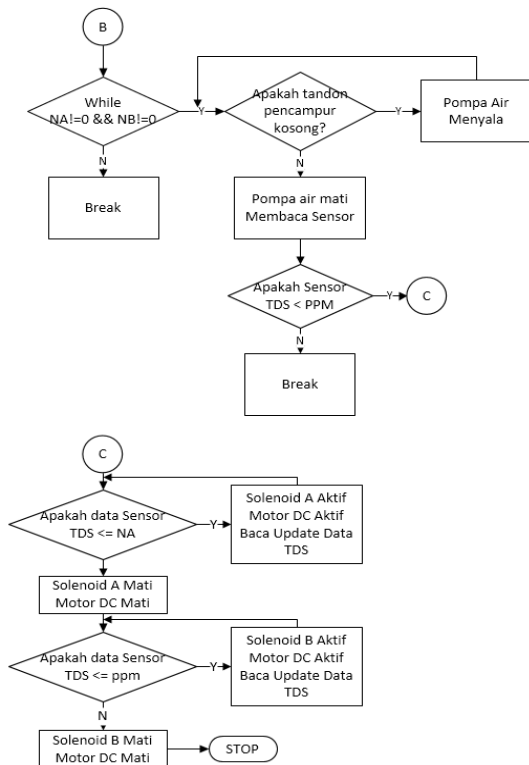 B
While
NA!=0 && NB!=0
Y
Apakah tandon
pencampur
kosong?
Y
Pompa Air
Menyala
N
Break
N
Pompa air mati
Membaca Sensor
Apakah Sensor
TDS < PPM
Y
C
N
Break
C
Apakah data Sensor
TDS <= NA
Y
Solenoid A Aktif
Motor DC Aktif
Baca Update Data
TDS
Solenoid A Mati
Motor DC Mati
Apakah data Sensor
TDS <= ppm
Y
Solenoid B Aktif
Motor DC Aktif
Baca Update Data
TDS
N
Solenoid B Mati
Motor DC Mati
STOP